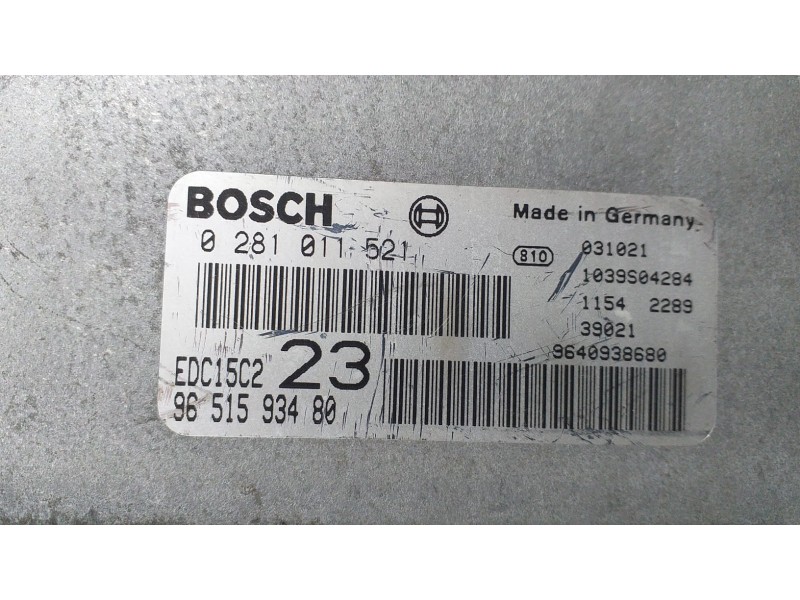 BOSCH
Made in Germany
0 281 011 521
810
031021
1039S04284
1154 2289
39021
9640938680
EDC15C2 23
96 515 934 80